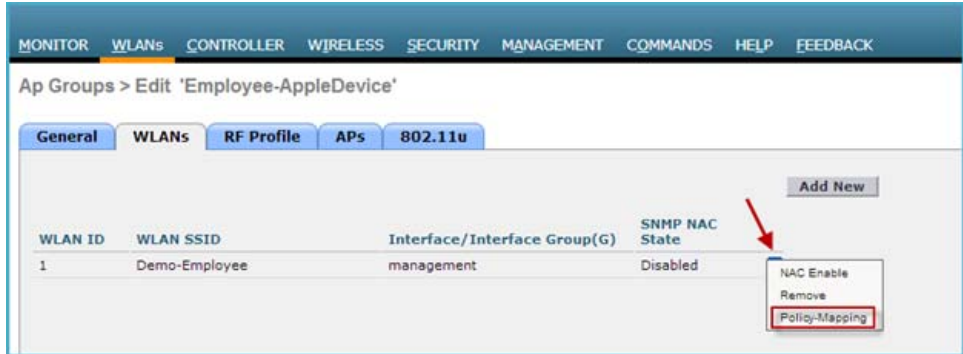 MONITOR WLANs CONTROLLER WIRELESS SECURITY MANAGEMENT COMMANDS HELP FEEDBACK
Ap Groups > Edit 'Employee-AppleDevice'
General WLANs RF Profile APs 802.11u
Add New
WLAN ID WLAN SSID Interface/Interface Group(G) SNMP NAC State
1 Demo-Employee management Disabled
NAC Enable
Remove
Policy-Mapping